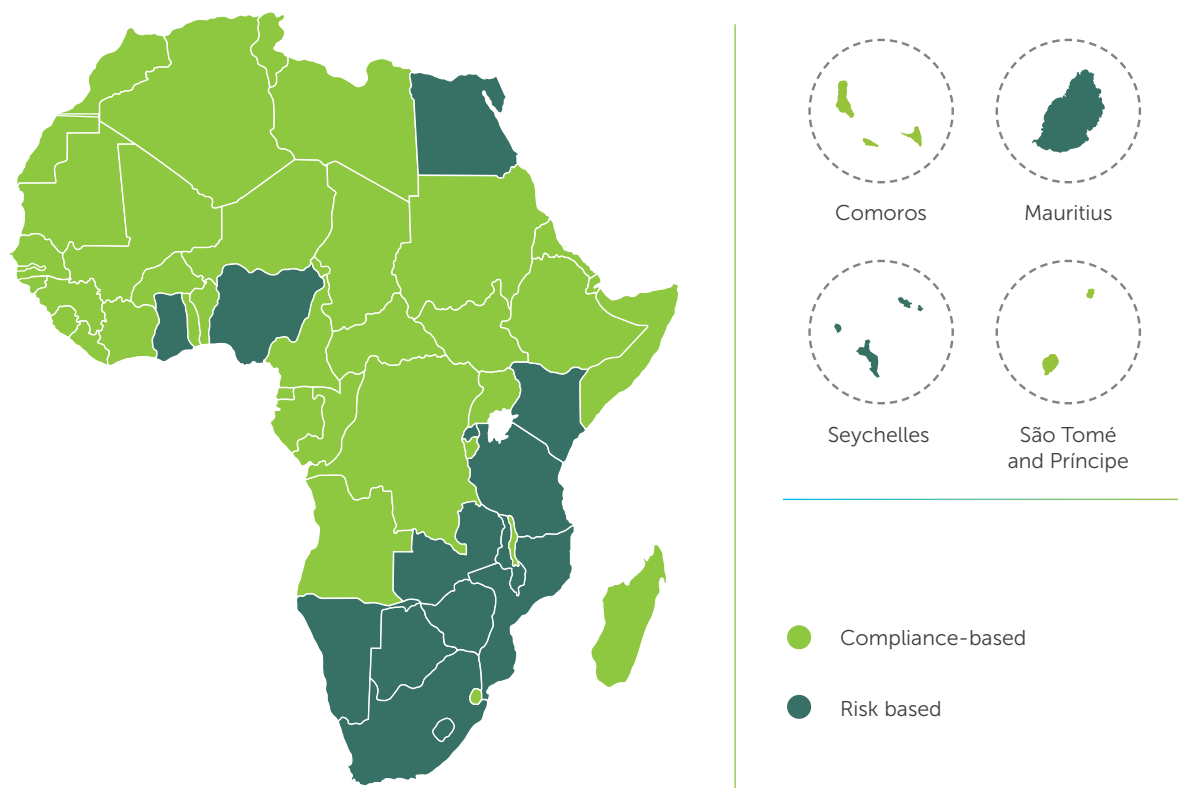 Comoros
Mauritius
Seychelles
São Tomé
and Príncipe
Compliance-based
Risk based